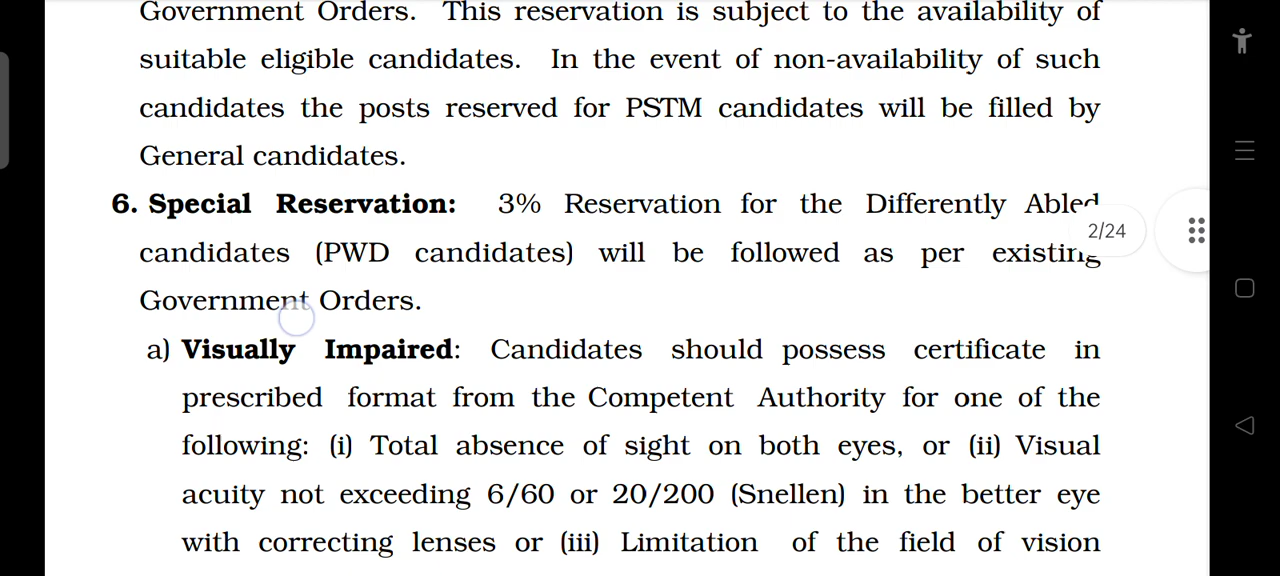 Government Orders. This reservation is subject to the availability of
suitable eligible candidates. In the event of non-availability of such
candidates the posts reserved for PSTM candidates will be filled by
General candidates.
6. Special Reservation: 3% Reservation for the Differently Abled
2/24
candidates (PWD candidates) will be followed as per existing
Government Orders.
a) Visually Impaired: Candidates should possess certificate in
prescribed format from the Competent Authority for one of the
following: (i) Total absence of sight on both eyes, or (ii) Visual
acuity not exceeding 6/60 or 20/200 (Snellen) in the better eye
with correcting lenses or (iii) Limitation of the field of vision